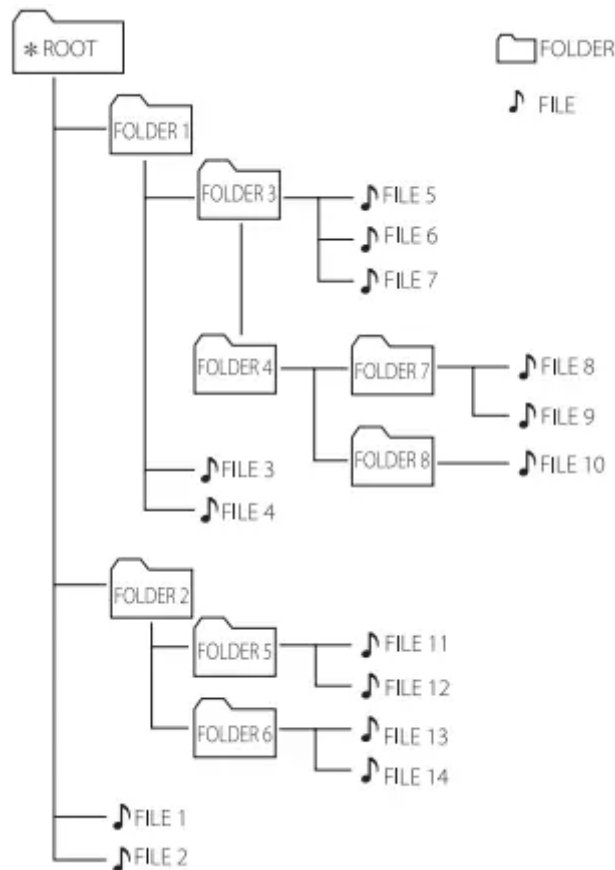 * ROOT
FOLDER
FILE
FOLDER 1
FOLDER 3
FILE 5
FILE 6
FILE 7
FOLDER 4
FOLDER 7
FILE 8
FILE 9
FOLDER 8
FILE 10
FILE 3
FILE 4
FOLDER 2
FOLDER 5
FILE 11
FILE 12
FOLDER 6
FILE 13
FILE 14
FILE 1
FILE 2